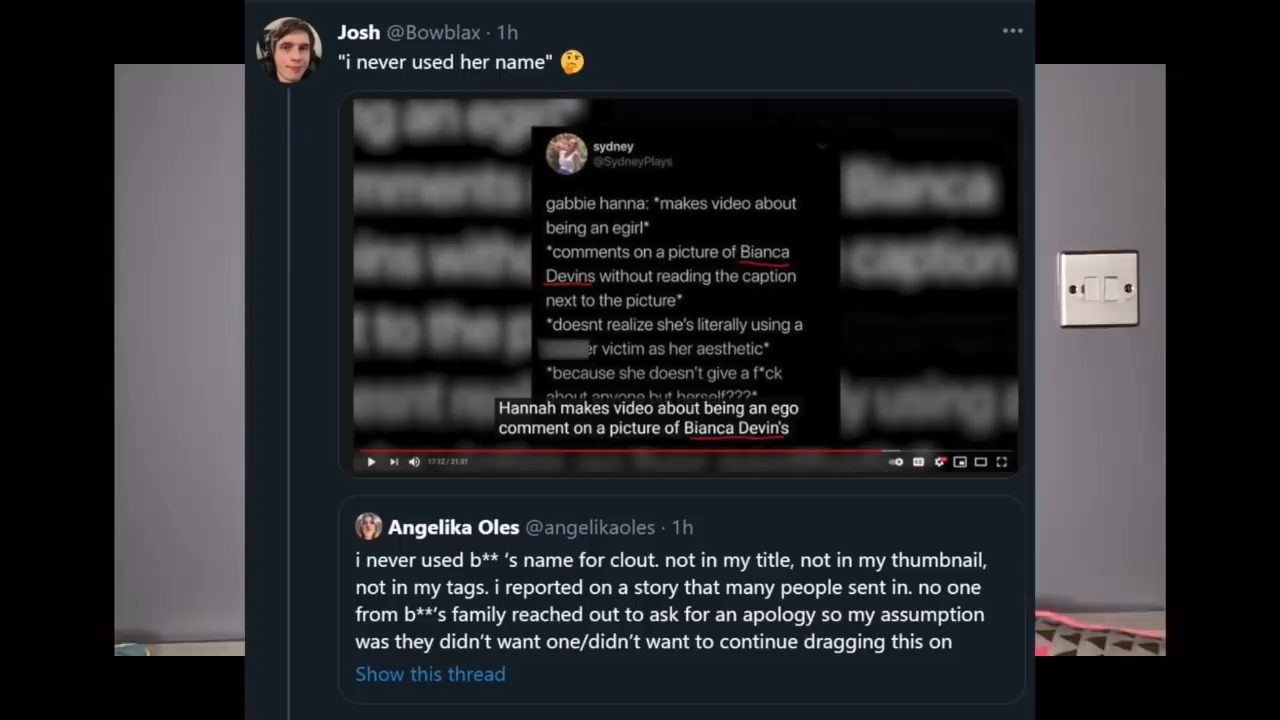 Josh @Bowblax · 1h
"i never used her name" 🤔
sydney
@SydneyPlays
gabbie hanna: *makes video about
being an egirl*
*comments on a picture of Bianca
Devins without reading the caption
next to the picture*
*doesnt realize she's literally using a
er victim as her aesthetic*
*because she doesn't give a f*ck
about anyone but herself???*
Hannah makes video about being an ego
comment on a picture of Bianca Devin's
17:12 / 21:31
Angelika Oles @angelikaoles · 1h
i never used b** 's name for clout. not in my title, not in my thumbnail,
not in my tags. i reported on a story that many people sent in. no one
from b**'s family reached out to ask for an apology so my assumption
was they didn't want one/didn't want to continue dragging this on
Show this thread